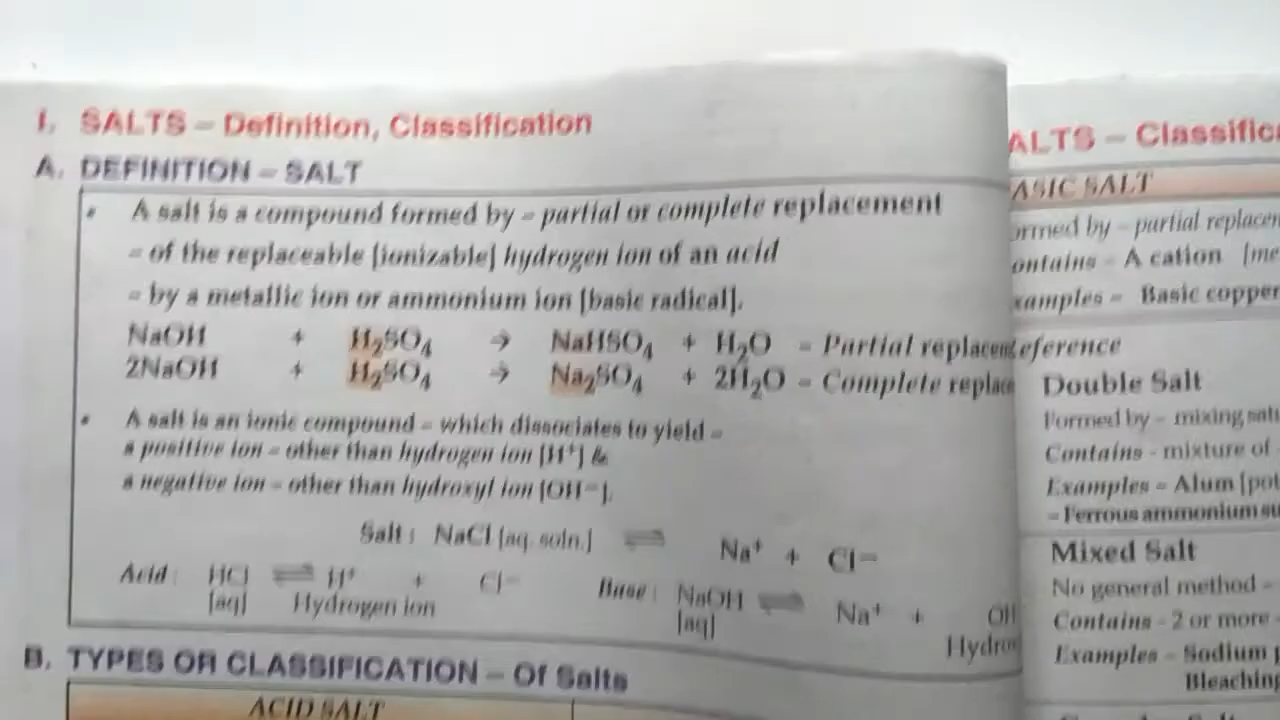 I. SALTS – Definition, Classification
A. DEFINITION – SALT
• A salt is a compound formed by – partial or complete replacement
– of the replaceable [ionizable] hydrogen ion of an acid
– by a metallic ion or ammonium ion [basic radical].
NaOH + H₂SO₄ → NaHSO₄ + H₂O – Partial replacem
2NaOH + H₂SO₄ → Na₂SO₄ + 2H₂O – Complete replace
• A salt is an ionic compound – which dissociates to yield –
a positive ion – other than hydrogen ion [H⁺] &
a negative ion – other than hydroxyl ion [OH⁻].
Salt : NaCl [aq. soln.] ⇌ Na⁺ + Cl⁻
Acid : HCl ⇌ H⁺ + Cl⁻ Base : NaOH ⇌ Na⁺ + OH
[aq] Hydrogen ion [aq] Hydro
B. TYPES OR CLASSIFICATION – Of Salts
ACID SALT
ALTS – Classific
ASIC SALT
ormed by – partial replacem
ontains – A cation [me
xamples – Basic copper
eference
Double Salt
Formed by – mixing salt
Contains - mixture of
Examples – Alum [pot
– Ferrous ammonium su
Mixed Salt
No general method –
Contains - 2 or more
Examples – Sodium p
Bleaching